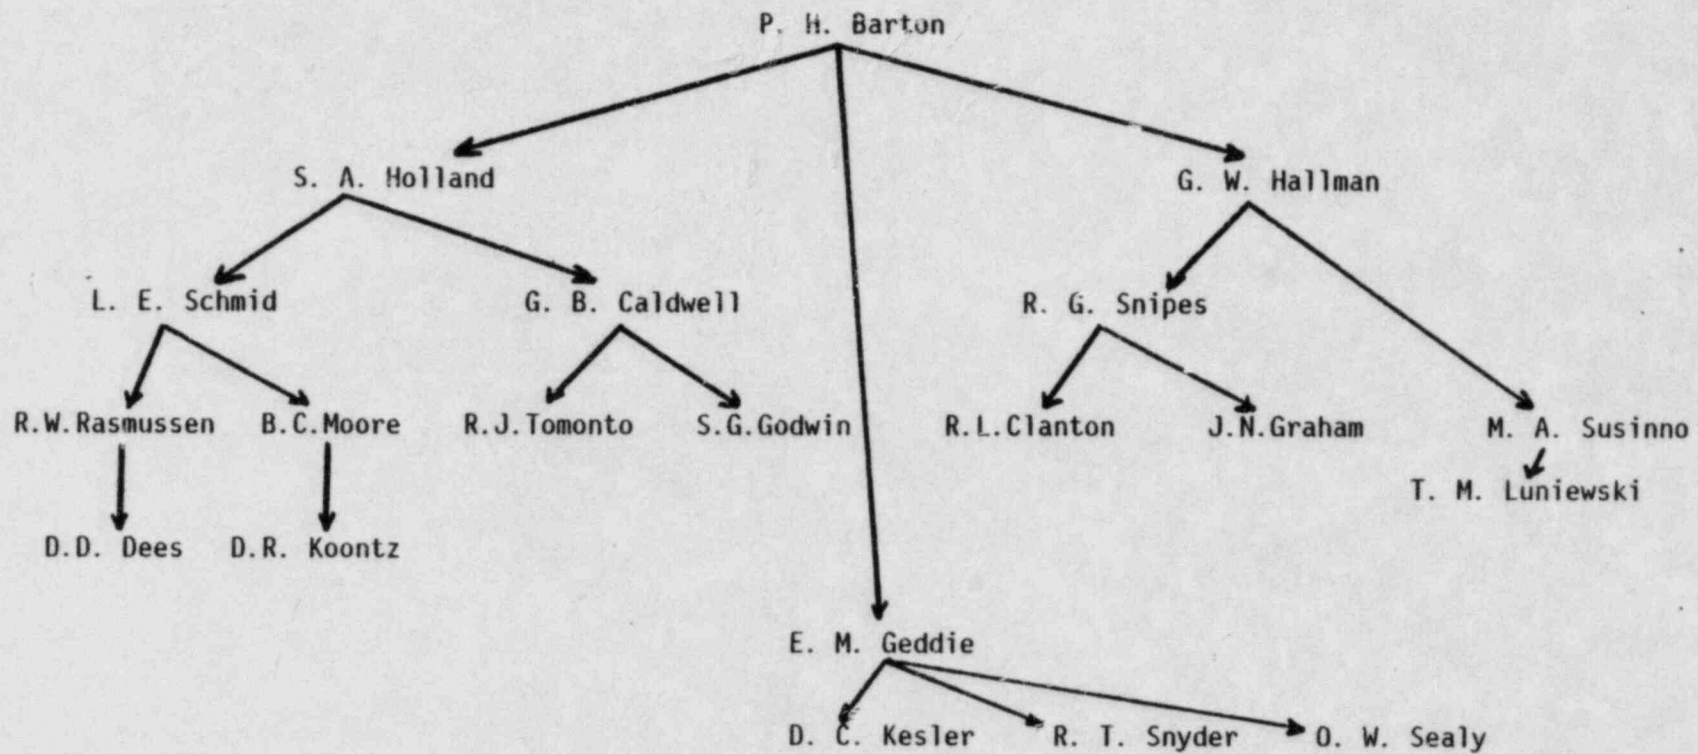 P. H. Barton
S. A. Holland G. W. Hallman
L. E. Schmid G. B. Caldwell R. G. Snipes
R.W.Rasmussen B.C.Moore R.J.Tomonto S.G.Godwin R.L.Clanton J.N.Graham M. A. Susinno
T. M. Luniewski
D.D. Dees D.R. Koontz
E. M. Geddie
D. C. Kesler R. T. Snyder O. W. Sealy